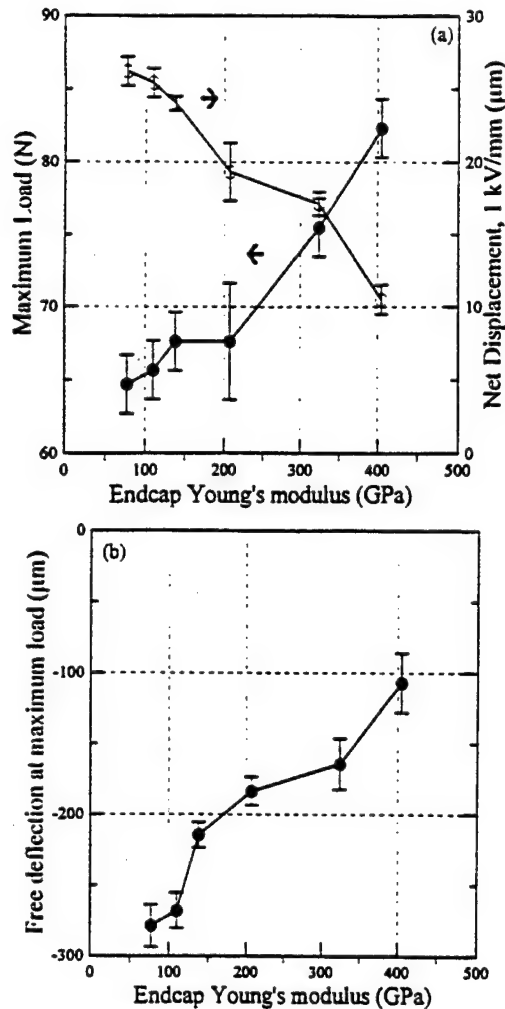 90
30
(a)
80
20
Maximum Load (N)
Net Displacement, 1 kV/mm (µm)
70
10
60
0
0 100 200 300 400 500
Endcap Young's modulus (GPa)
0
(b)
Free deflection at maximum load (µm)
-100
-200
-300
0 100 200 300 400 500
Endcap Young's modulus (GPa)